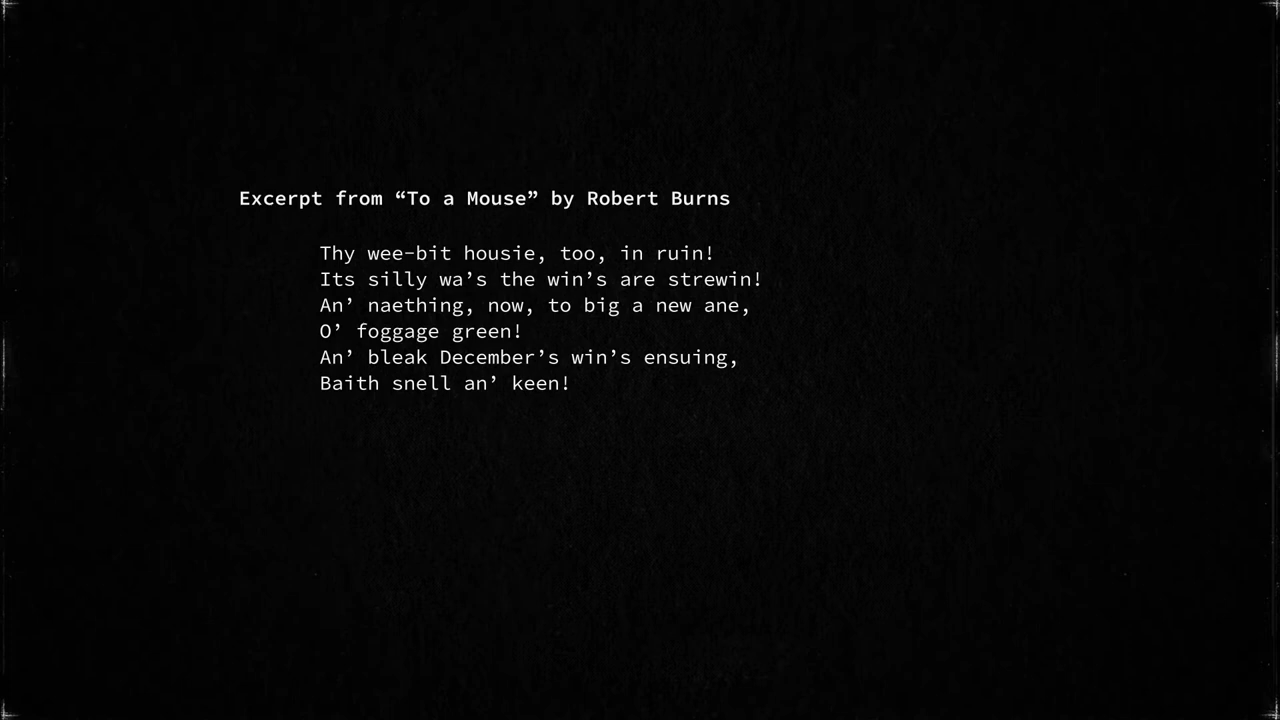 Excerpt from “To a Mouse” by Robert Burns
Thy wee-bit housie, too, in ruin!
Its silly wa’s the win’s are strewin!
An’ naething, now, to big a new ane,
O’ foggage green!
An’ bleak December’s win’s ensuing,
Baith snell an’ keen!